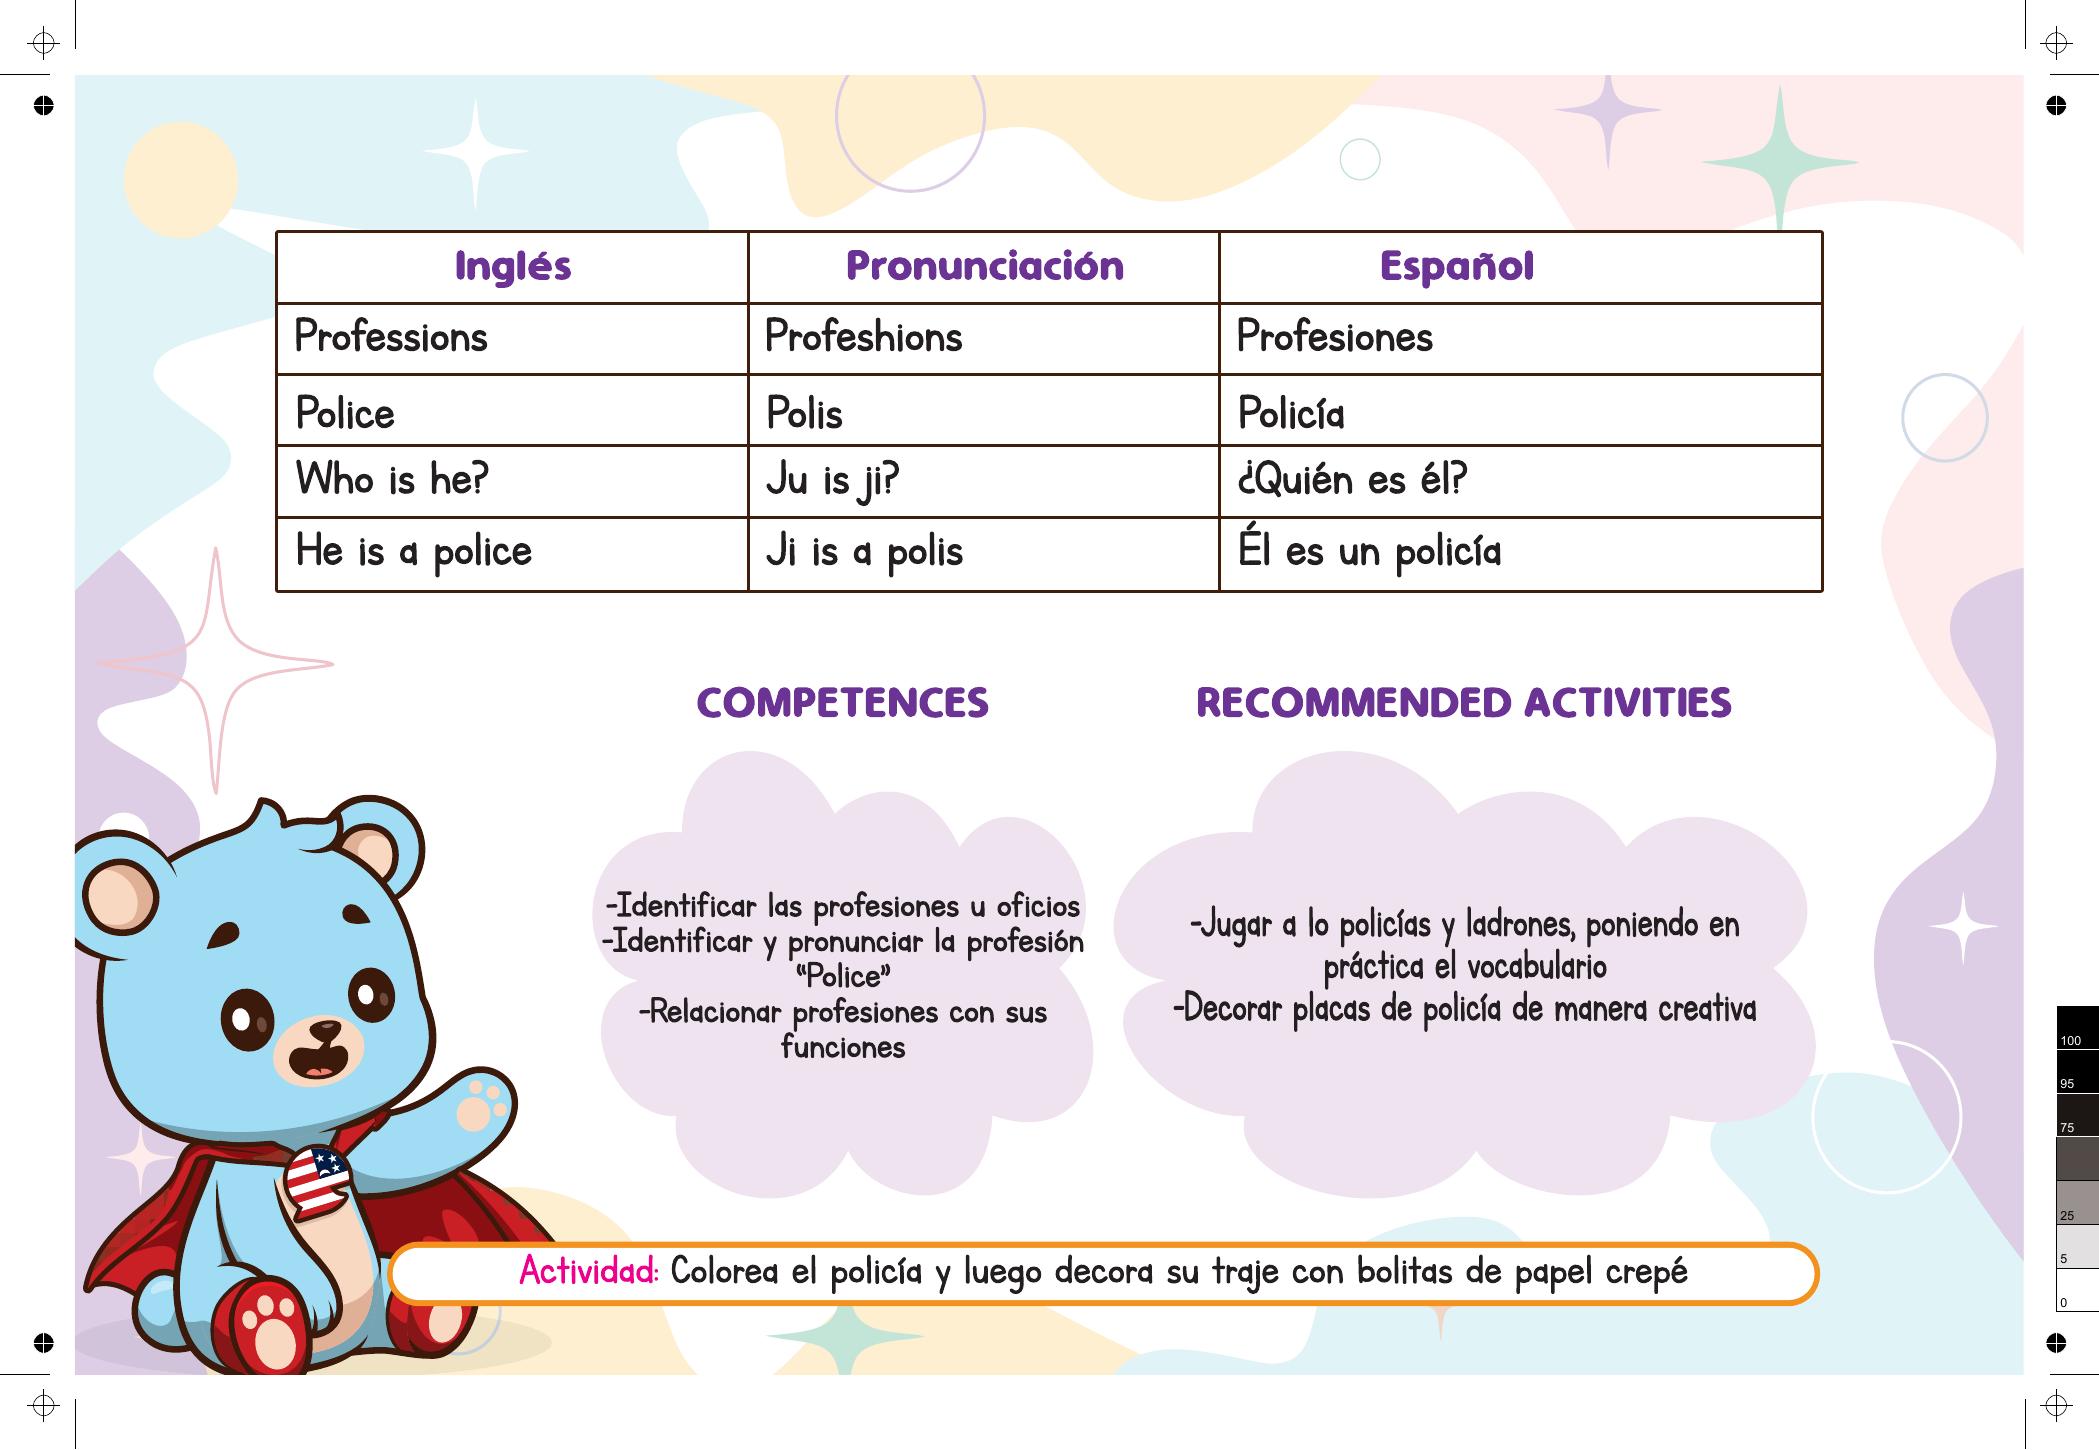 Inglés Pronunciación Español
Professions Profeshions Profesiones
Police Polis Policía
Who is he? Ju is ji? ¿Quién es él?
He is a police Ji is a polis Él es un policía
COMPETENCES
-Identificar las profesiones u oficios
-Identificar y pronunciar la profesión
“Police”
-Relacionar profesiones con sus
funciones
RECOMMENDED ACTIVITIES
-Jugar a lo policías y ladrones, poniendo en
práctica el vocabulario
-Decorar placas de policía de manera creativa
Actividad: Colorea el policía y luego decora su traje con bolitas de papel crepé
100
95
75
25
5
0